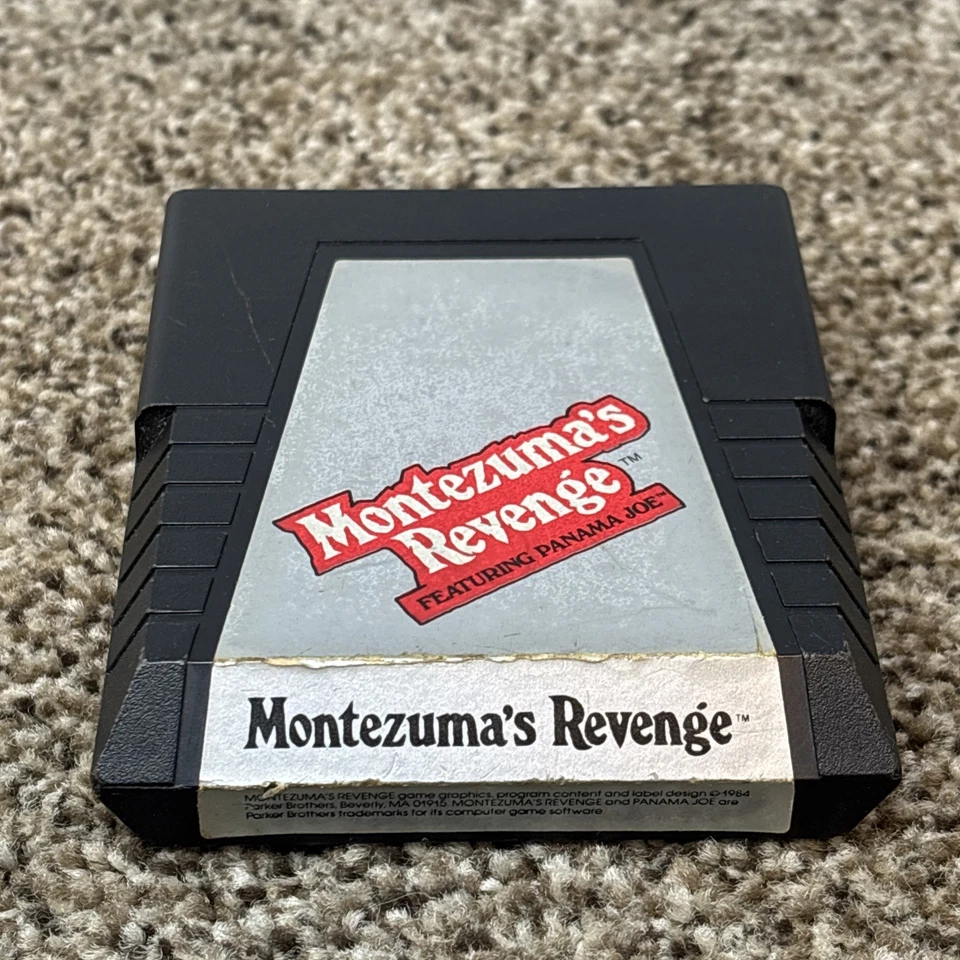 Montezuma's
Revenge™
FEATURING PANAMA JOE™
Montezuma's Revenge™
MONTEZUMA'S REVENGE game graphics, program content and label design © 1984
Parker Brothers, Beverly, MA 01915. MONTEZUMA'S REVENGE and PANAMA JOE are
Parker Brothers trademarks for its computer game software